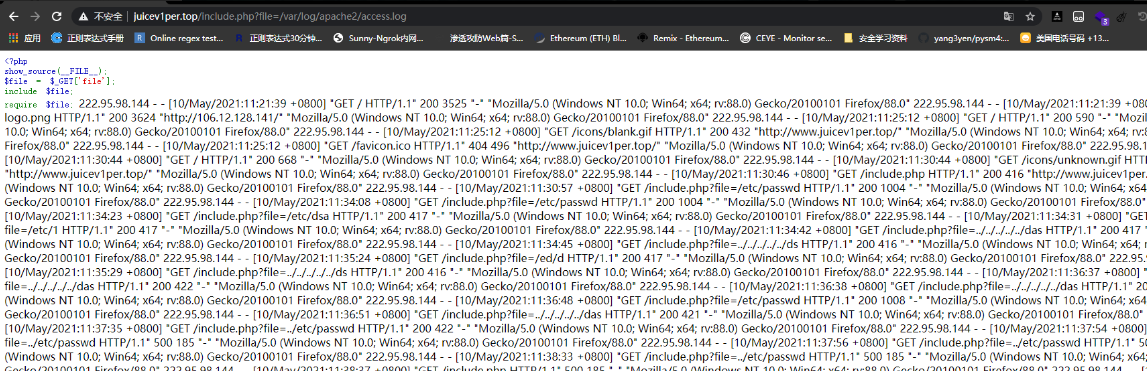 不安全 | juicev1per.top/include.php?file=/var/log/apache2/access.log
应用 正则表达式手册 Online regex test... 正则表达式30分钟... Sunny-Ngrok内网... 渗透攻防Web篇-S... Ethereum (ETH) Bl... Remix - Ethereum... CEYE - Monitor se... 安全学习资料 yang3yen/pysm4:... 美国电话号码 +13...
<?php
show_source(__FILE__);
$file = $_GET['file'];
include $file;
require $file; 222.95.98.144 - - [10/May/2021:11:21:39 +0800] "GET / HTTP/1.1" 200 3525 "-" "Mozilla/5.0 (Windows NT 10.0; Win64; x64; rv:88.0) Gecko/20100101 Firefox/88.0" 222.95.98.144 - - [10/May/2021:11:21:39 +080
logo.png HTTP/1.1" 200 3624 "http://106.12.128.141/" "Mozilla/5.0 (Windows NT 10.0; Win64; x64; rv:88.0) Gecko/20100101 Firefox/88.0" 222.95.98.144 - - [10/May/2021:11:25:12 +0800] "GET / HTTP/1.1" 200 590 "-" "Mo
10.0; Win64; x64; rv:88.0) Gecko/20100101 Firefox/88.0" 222.95.98.144 - - [10/May/2021:11:25:12 +0800] "GET /icons/blank.gif HTTP/1.1" 200 432 "http://www.juicev1per.top/" "Mozilla/5.0 (Windows NT 10.0; Win64; x64; rv
Firefox/88.0" 222.95.98.144 - - [10/May/2021:11:25:12 +0800] "GET /favicon.ico HTTP/1.1" 404 496 "http://www.juicev1per.top/" "Mozilla/5.0 (Windows NT 10.0; Win64; x64; rv:88.0) Gecko/20100101 Firefox/88.0" 222.95.
[10/May/2021:11:30:44 +0800] "GET / HTTP/1.1" 200 668 "-" "Mozilla/5.0 (Windows NT 10.0; Win64; x64; rv:88.0) Gecko/20100101 Firefox/88.0" 222.95.98.144 - - [10/May/2021:11:30:44 +0800] "GET /icons/unknown.gif HT
"http://www.juicev1per.top/" "Mozilla/5.0 (Windows NT 10.0; Win64; x64; rv:88.0) Gecko/20100101 Firefox/88.0" 222.95.98.144 - - [10/May/2021:11:30:46 +0800] "GET /include.php HTTP/1.1" 200 416 "http://www.juicev1
(Windows NT 10.0; Win64; x64; rv:88.0) Gecko/20100101 Firefox/88.0" 222.95.98.144 - - [10/May/2021:11:30:57 +0800] "GET /include.php?file=/etc/passwd HTTP/1.1" 200 1004 "-" "Mozilla/5.0 (Windows NT 10.0; Win64
Gecko/20100101 Firefox/88.0" 222.95.98.144 - - [10/May/2021:11:34:08 +0800] "GET /include.php?file=/etc/passwd HTTP/1.1" 200 1004 "-" "Mozilla/5.0 (Windows NT 10.0; Win64; x64; rv:88.0) Gecko/20100101 Firefox/88.0"
[10/May/2021:11:34:23 +0800] "GET /include.php?file=/etc/dsa HTTP/1.1" 200 417 "-" "Mozilla/5.0 (Windows NT 10.0; Win64; x64; rv:88.0) Gecko/20100101 Firefox/88.0" 222.95.98.144 - - [10/May/2021:11:34:31 +0800] "GET
file=/etc/1 HTTP/1.1" 200 417 "-" "Mozilla/5.0 (Windows NT 10.0; Win64; x64; rv:88.0) Gecko/20100101 Firefox/88.0" 222.95.98.144 - - [10/May/2021:11:34:42 +0800] "GET /include.php?file=../../../../../das HTTP/1.1" 200 417 "-"
(Windows NT 10.0; Win64; x64; rv:88.0) Gecko/20100101 Firefox/88.0" 222.95.98.144 - - [10/May/2021:11:34:45 +0800] "GET /include.php?file=../../../../../ds HTTP/1.1" 200 416 "-" "Mozilla/5.0 (Windows NT 10.0; Win64; x64; rv
Gecko/20100101 Firefox/88.0" 222.95.98.144 - - [10/May/2021:11:35:24 +0800] "GET /include.php?file=/ed/d HTTP/1.1" 200 417 "-" "Mozilla/5.0 (Windows NT 10.0; Win64; x64; rv:88.0) Gecko/20100101 Firefox/88.0" 222.95
[10/May/2021:11:35:29 +0800] "GET /include.php?file=../../../../../ds HTTP/1.1" 200 416 "-" "Mozilla/5.0 (Windows NT 10.0; Win64; x64; rv:88.0) Gecko/20100101 Firefox/88.0" 222.95.98.144 - - [10/May/2021:11:36:37 +0800]
file=../../../../../das HTTP/1.1" 200 422 "-" "Mozilla/5.0 (Windows NT 10.0; Win64; x64; rv:88.0) Gecko/20100101 Firefox/88.0" 222.95.98.144 - - [10/May/2021:11:36:38 +0800] "GET /include.php?file=../../../../../das HTTP/1.1" 20
(Windows NT 10.0; Win64; x64; rv:88.0) Gecko/20100101 Firefox/88.0" 222.95.98.144 - - [10/May/2021:11:36:48 +0800] "GET /include.php?file=/etc/passwd HTTP/1.1" 200 1008 "-" "Mozilla/5.0 (Windows NT 10.0; Win64
Gecko/20100101 Firefox/88.0" 222.95.98.144 - - [10/May/2021:11:36:51 +0800] "GET /include.php?file=../../../../../das HTTP/1.1" 200 421 "-" "Mozilla/5.0 (Windows NT 10.0; Win64; x64; rv:88.0) Gecko/20100101 Firefox/88.0"
[10/May/2021:11:37:35 +0800] "GET /include.php?file=../etc/passwd HTTP/1.1" 200 422 "-" "Mozilla/5.0 (Windows NT 10.0; Win64; x64; rv:88.0) Gecko/20100101 Firefox/88.0" 222.95.98.144 - - [10/May/2021:11:37:54 +0800]
file=../etc/passwd HTTP/1.1" 500 185 "-" "Mozilla/5.0 (Windows NT 10.0; Win64; x64; rv:88.0) Gecko/20100101 Firefox/88.0" 222.95.98.144 - - [10/May/2021:11:37:56 +0800] "GET /include.php?file=../etc/passwd HTTP/1.1" 50
(Windows NT 10.0; Win64; x64; rv:88.0) Gecko/20100101 Firefox/88.0" 222.95.98.144 - - [10/May/2021:11:38:33 +0800] "GET /include.php?file=../etc/passwd HTTP/1.1" 500 185 "-" "Mozilla/5.0 (Windows NT 10.0; Win64